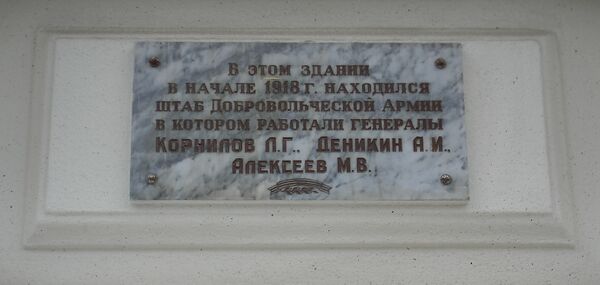 В ЭТОМ ЗДАНИИ
В НАЧАЛЕ 1918 Г. НАХОДИЛСЯ
ШТАБ ДОБРОВОЛЬЧЕСКОЙ АРМИИ
В КОТОРОМ РАБОТАЛИ ГЕНЕРАЛЫ
КОРНИЛОВ Л.Г., ДЕНИКИН А.И.,
АЛЕКСЕЕВ М.В.